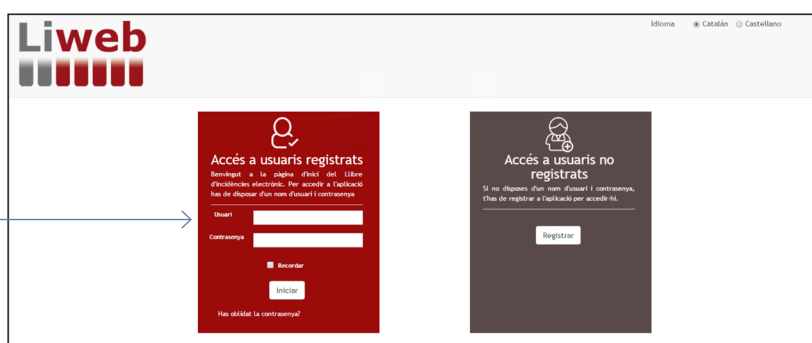 Liweb
Idioma Catalán Castellano
Accés a usuaris registrats
Benvingut a la pàgina d'inici del Llibre
d'incidències electrònic. Per accedir a l'aplicació
has de disposar d'un nom d'usuari i contrasenya
Usuari
Contrasenya
Recordar
Iniciar
Has oblidat la contrasenya?
Accés a usuaris no
registrats
Si no disposes d'un nom d'usuari i contrasenya,
t'has de registrar a l'aplicació per accedir-hi.
Registrar